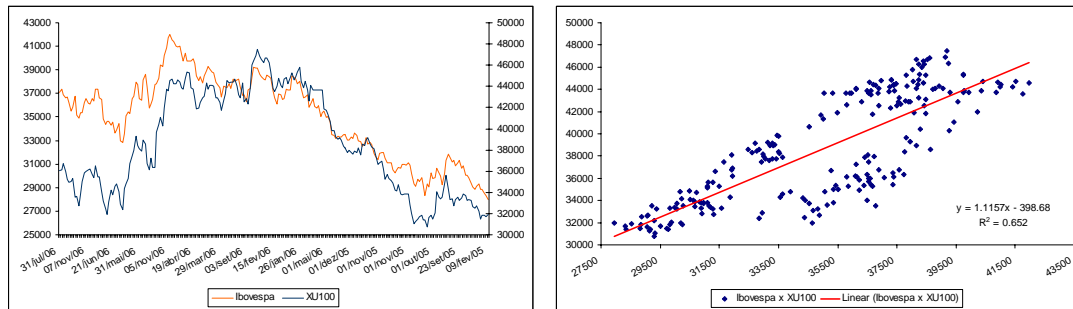 43000
41000
39000
37000
35000
33000
31000
29000
27000
25000
50000
48000
46000
44000
42000
40000
38000
36000
34000
32000
30000
31/jul/06
07/nov/06
21/jun/06
31/mai/06
05/nov/06
19/abr/06
29/mar/06
03/set/06
15/fev/06
26/jan/06
01/mai/06
01/dez/05
01/nov/05
01/nov/05
01/out/05
23/set/05
09/fev/05
Ibovespa
XU100
50000
48000
46000
44000
42000
40000
38000
36000
34000
32000
30000
y = 1.1157x - 398.68
R² = 0.652
27500
29500
31500
33500
35500
37500
39500
41500
43500
Ibovespa x XU100
Linear (Ibovespa x XU100)